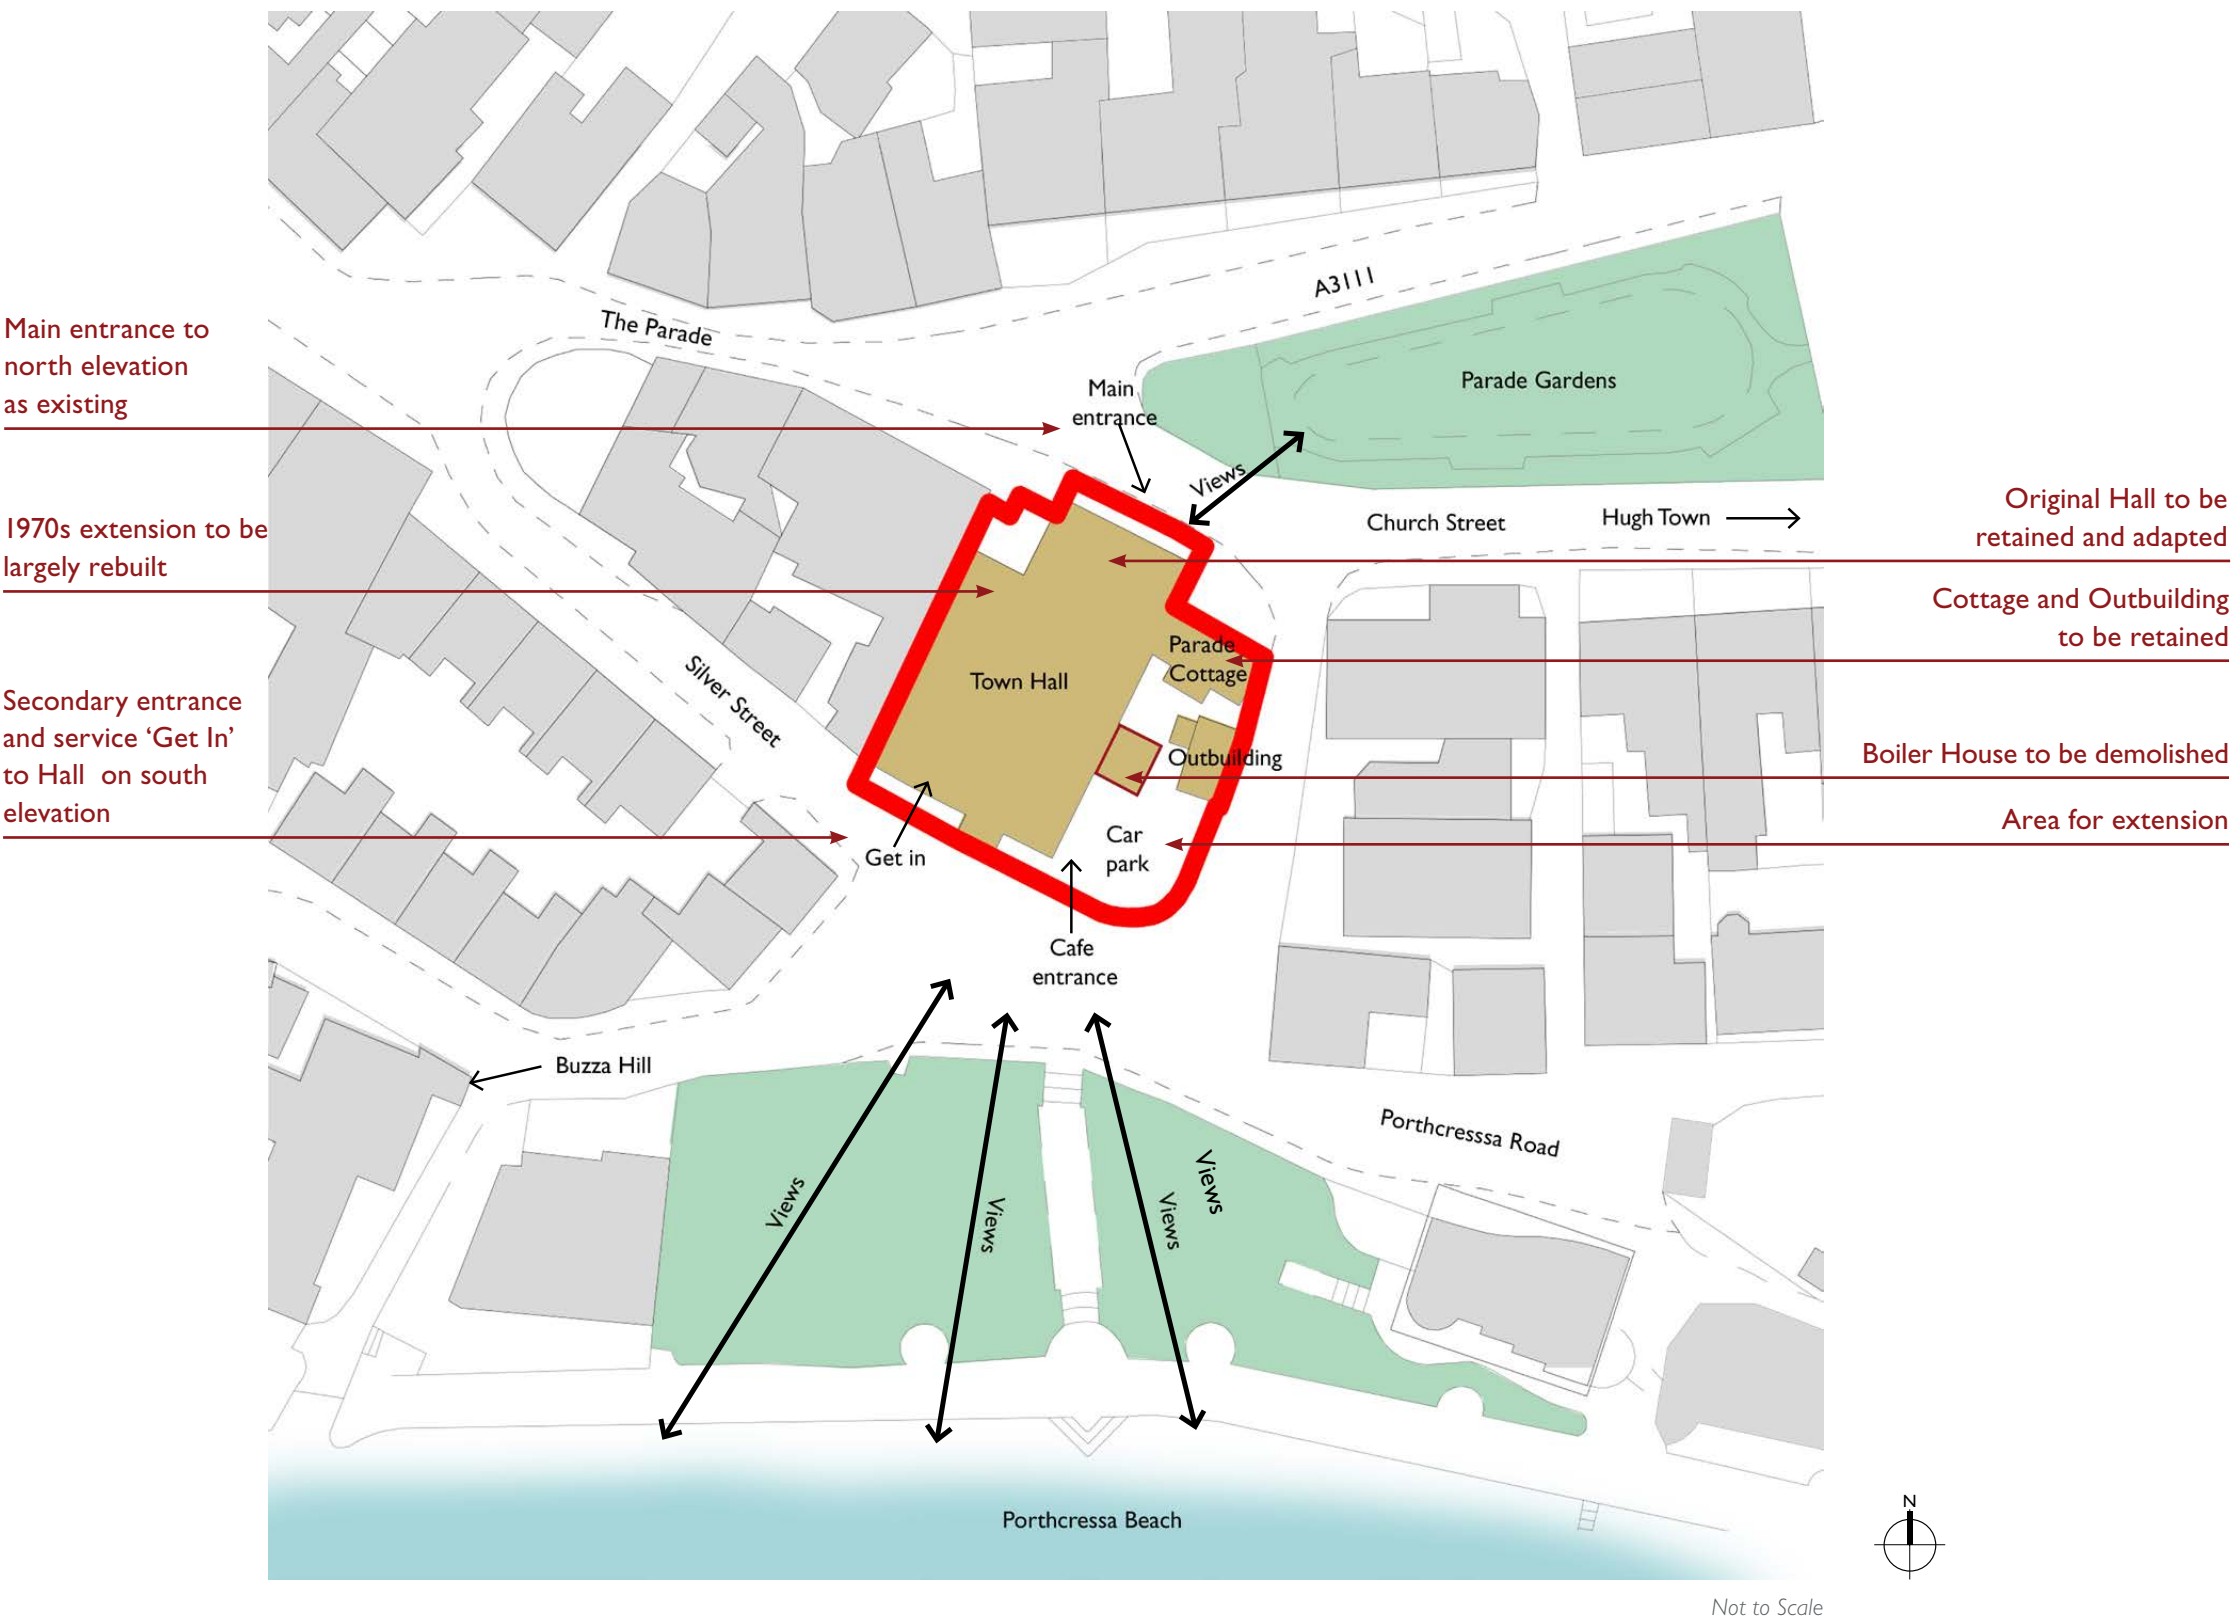 Main entrance to
north elevation
as existing
1970s extension to be
largely rebuilt
Secondary entrance
and service ‘Get In’
to Hall on south
elevation
The Parade
A3111
Parade Gardens
Main
entrance
Views
Church Street
Hugh Town
Silver Street
Town Hall
Parade
Cottage
Outbuilding
Car
park
Get in
Cafe
entrance
Buzza Hill
Porthcresssa Road
Views
Views
Views
Views
Porthcressa Beach
Original Hall to be
retained and adapted
Cottage and Outbuilding
to be retained
Boiler House to be demolished
Area for extension
N
Not to Scale